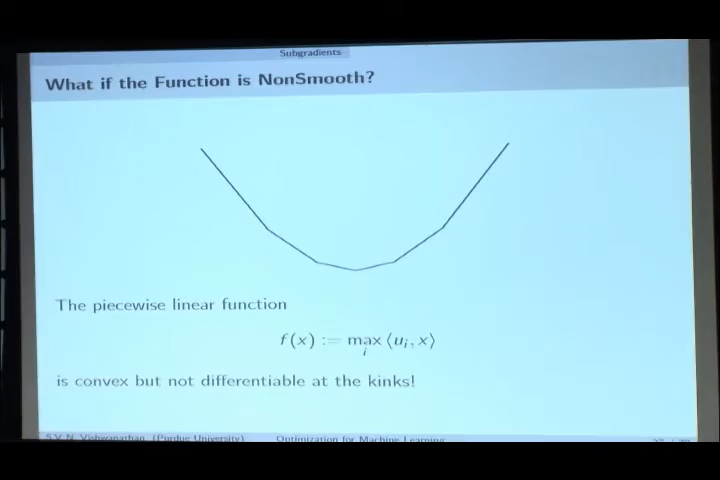 Subgradients
What if the Function is NonSmooth?
The piecewise linear function
f(x) := max_i ⟨u_i, x⟩
is convex but not differentiable at the kinks!
S.V. N. Vishwanathan (Purdue University) Optimization for Machine Learning